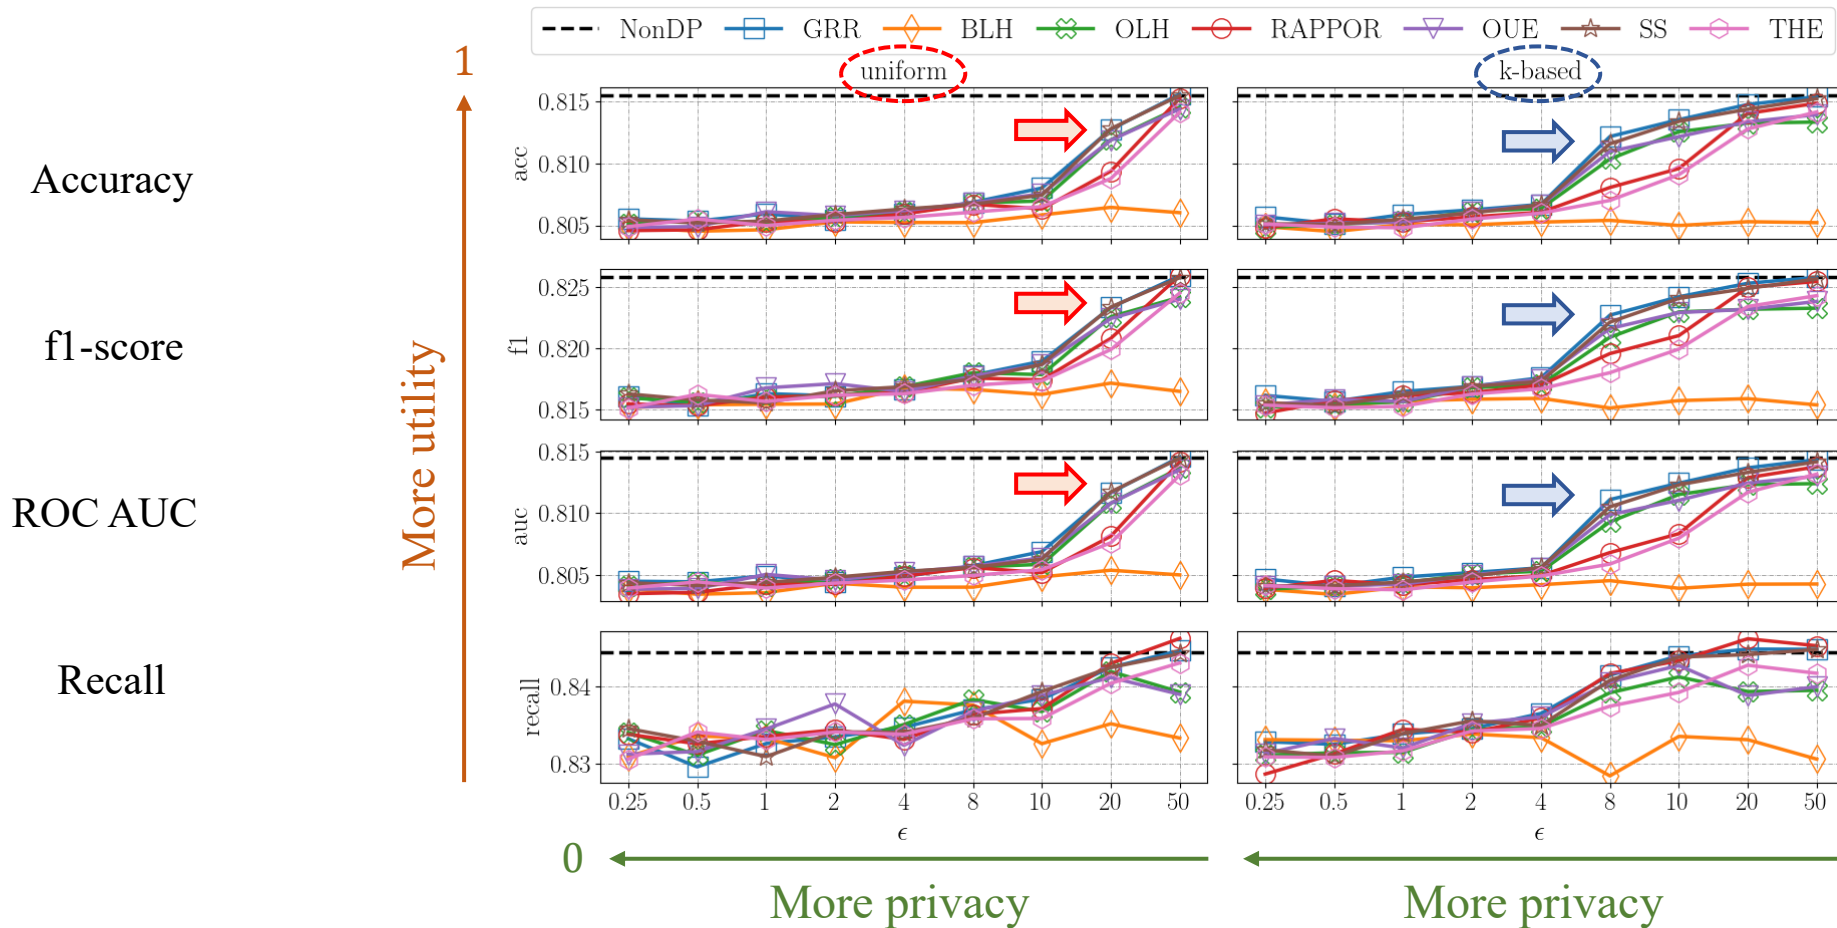 NonDP GRR BLH OLH RAPPOR OUE SS THE
1
uniform
k-based
Accuracy
f1-score
ROC AUC
Recall
More utility
acc
0.815
0.810
0.805
f1
0.825
0.820
0.815
auc
0.815
0.810
0.805
recall
0.84
0.83
0.25 0.5 1 2 4 8 10 20 50
ϵ
0.25 0.5 1 2 4 8 10 20 50
ϵ
0
More privacy
More privacy